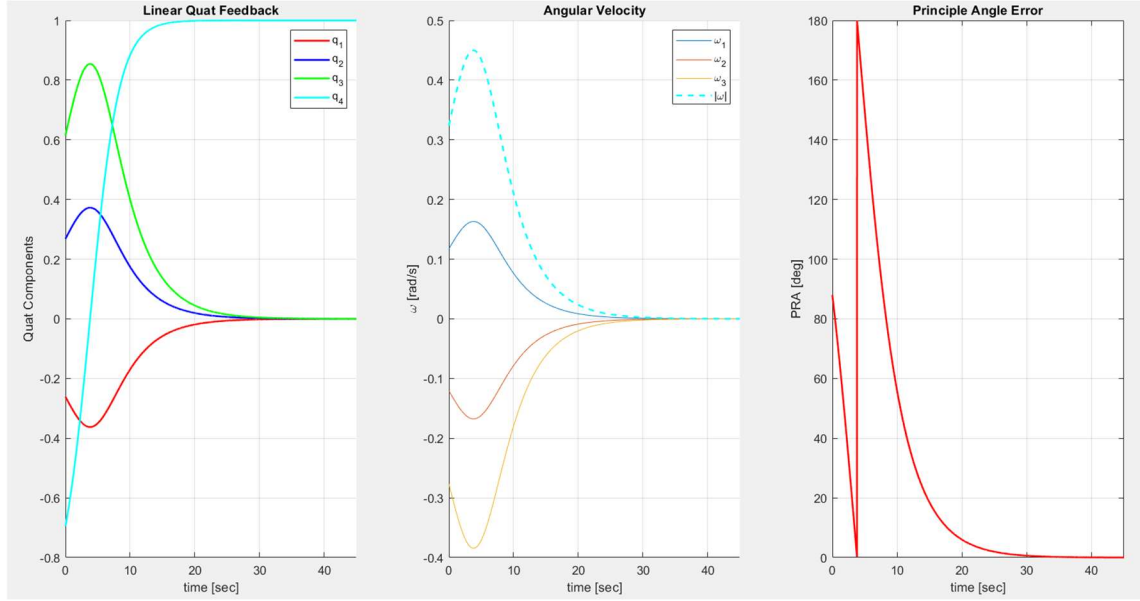 Linear Quat Feedback
Quat Components
1
0.8
0.6
0.4
0.2
0
-0.2
-0.4
-0.6
-0.8
q1
q2
q3
q4
0 10 20 30 40
time [sec]
Angular Velocity
ω [rad/s]
0.5
0.4
0.3
0.2
0.1
0
-0.1
-0.2
-0.3
-0.4
ω1
ω2
ω3
|ω|
0 10 20 30 40
time [sec]
Principle Angle Error
PRA [deg]
180
160
140
120
100
80
60
40
20
0
0 10 20 30 40
time [sec]